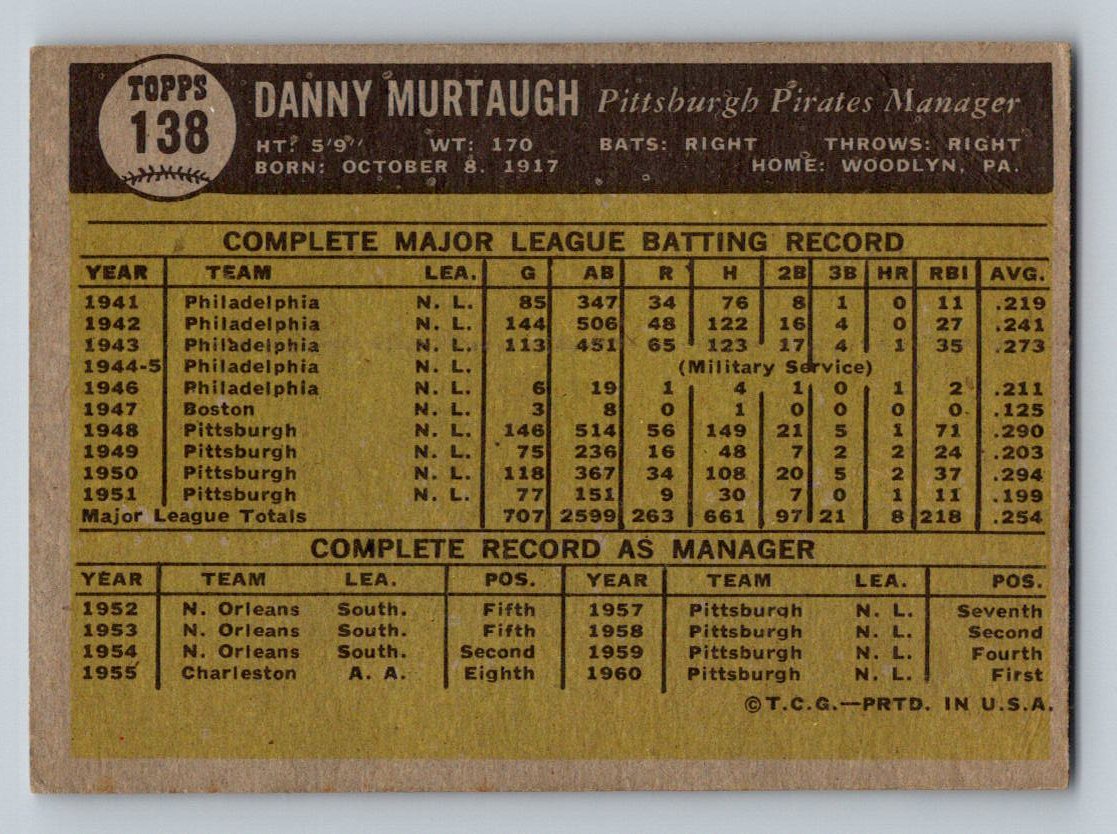 TOPPS
138
DANNY MURTAUGH Pittsburgh Pirates Manager
HT: 5'9" WT: 170 BATS: RIGHT THROWS: RIGHT
BORN: OCTOBER 8. 1917 HOME: WOODLYN, PA.
COMPLETE MAJOR LEAGUE BATTING RECORD
YEAR TEAM LEA. G AB R H 2B 3B HR RBI AVG.
1941 Philadelphia N. L. 85 347 34 76 8 1 0 11 .219
1942 Philadelphia N. L. 144 506 48 122 16 4 0 27 .241
1943 Philadelphia N. L. 113 451 65 123 17 4 1 35 .273
1944-5 Philadelphia N. L. (Military Service)
1946 Philadelphia N. L. 6 19 1 4 1 0 1 2 .211
1947 Boston N. L. 3 8 0 1 0 0 0 0 .125
1948 Pittsburgh N. L. 146 514 56 149 21 5 1 71 .290
1949 Pittsburgh N. L. 75 236 16 48 7 2 2 24 .203
1950 Pittsburgh N. L. 118 367 34 108 20 5 2 37 .294
1951 Pittsburgh N. L. 77 151 9 30 7 0 1 11 .199
Major League Totals 707 2599 263 661 97 21 8 218 .254
COMPLETE RECORD AS MANAGER
YEAR TEAM LEA. POS. YEAR TEAM LEA. POS.
1952 N. Orleans South. Fifth 1957 Pittsburgh N. L. Seventh
1953 N. Orleans South. Fifth 1958 Pittsburgh N. L. Second
1954 N. Orleans South. Second 1959 Pittsburgh N. L. Fourth
1955 Charleston A. A. Eighth 1960 Pittsburgh N. L. First
©T.C.G.—PRTD. IN U.S.A.